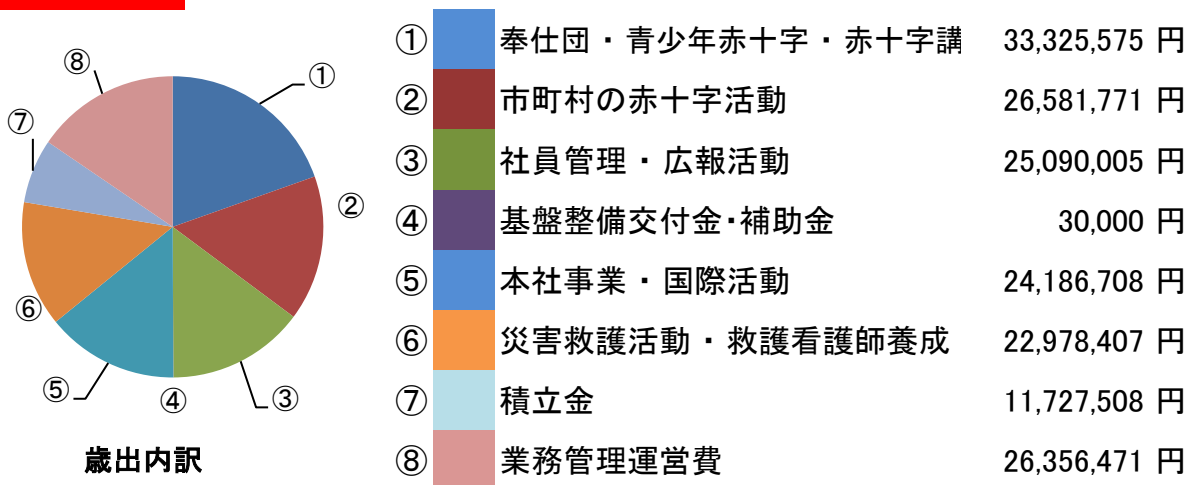 ① 奉仕団・青少年赤十字・赤十字講 33,325,575 円
② 市町村の赤十字活動 26,581,771 円
③ 社員管理・広報活動 25,090,005 円
④ 基盤整備交付金・補助金 30,000 円
⑤ 本社事業・国際活動 24,186,708 円
⑥ 災害救護活動・救護看護師養成 22,978,407 円
⑦ 積立金 11,727,508 円
⑧ 業務管理運営費 26,356,471 円
①
②
③
④
⑤
⑥
⑦
⑧
歳出内訳